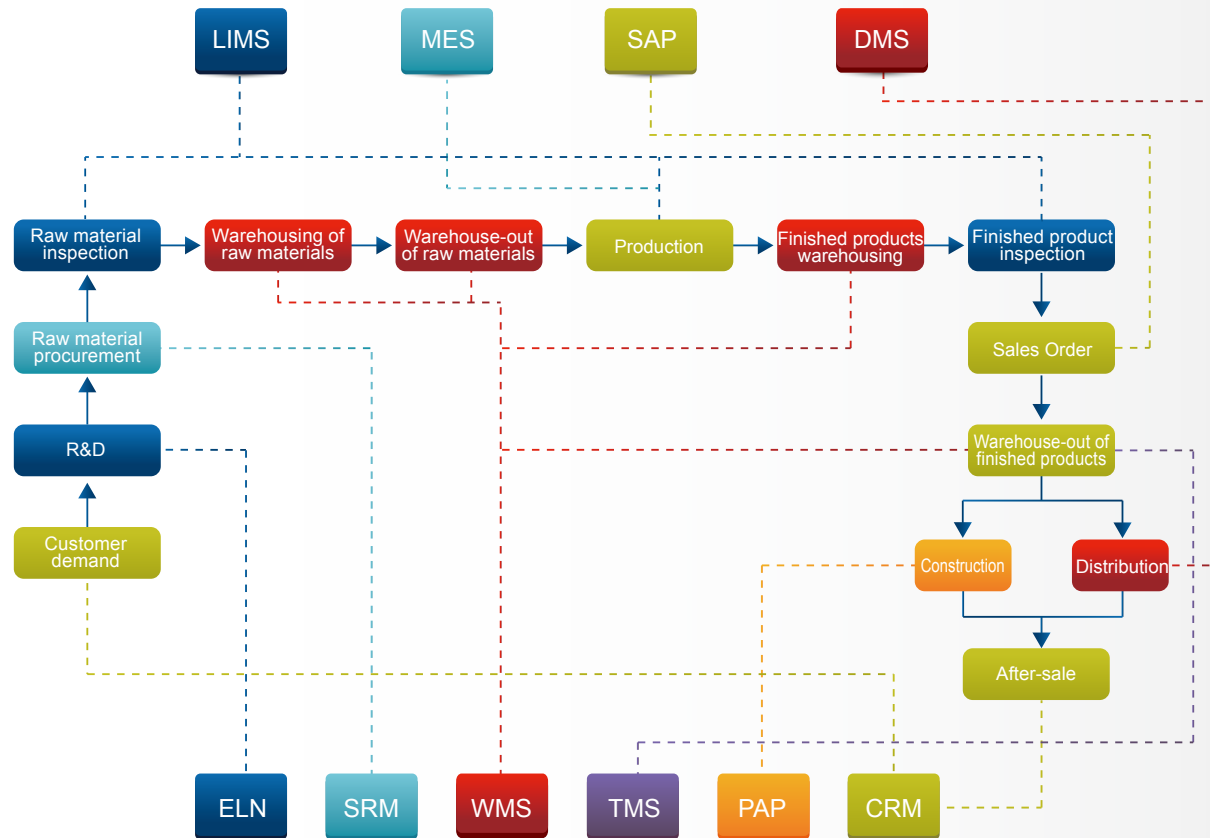 LIMS
MES
SAP
DMS
Raw material
inspection
Warehousing of
raw materials
Warehouse-out
of raw materials
Production
Finished products
warehousing
Finished product
inspection
Raw material
procurement
Sales Order
R&D
Warehouse-out of
finished products
Customer
demand
Construction
Distribution
After-sale
ELN
SRM
WMS
TMS
PAP
CRM